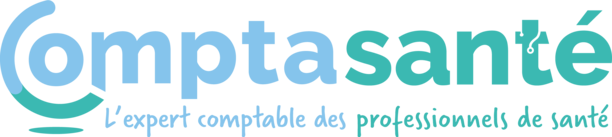 Comptasanté
L'expert comptable des professionnels de santé